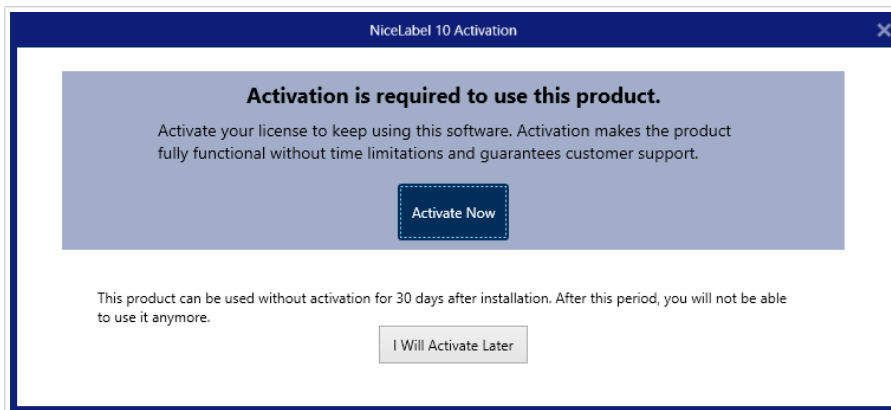 NiceLabel 10 Activation
Activation is required to use this product.
Activate your license to keep using this software. Activation makes the product
fully functional without time limitations and guarantees customer support.
Activate Now
This product can be used without activation for 30 days after installation. After this period, you will not be able
to use it anymore.
I Will Activate Later